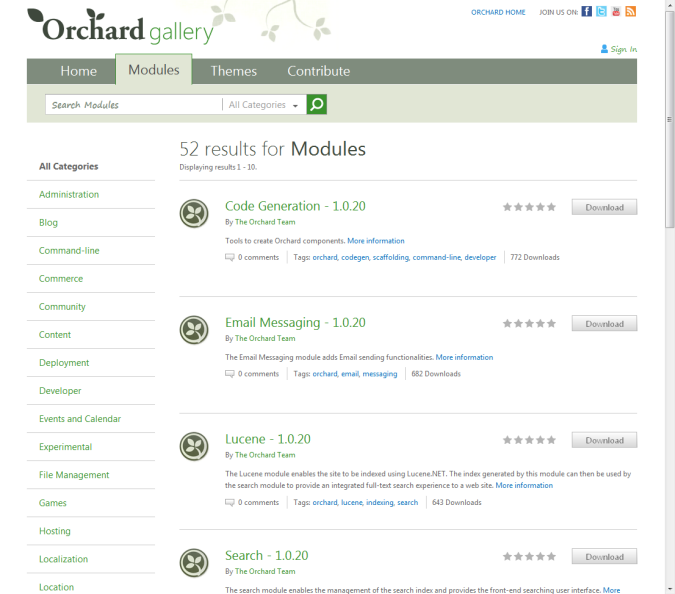 Orchard gallery
ORCHARD HOME JOIN US ON:
Sign In
Home Modules Themes Contribute
Search Modules All Categories
52 results for Modules
Displaying results 1 - 10.
All Categories
Administration
Blog
Command-line
Commerce
Community
Content
Deployment
Developer
Events and Calendar
Experimental
File Management
Games
Hosting
Localization
Location
Code Generation - 1.0.20
Download
By The Orchard Team
Tools to create Orchard components. More information
0 comments Tags: orchard, codegen, scaffolding, command-line, developer 772 Downloads
Email Messaging - 1.0.20
Download
By The Orchard Team
The Email Messaging module adds Email sending functionalities. More information
0 comments Tags: orchard, email, messaging 682 Downloads
Lucene - 1.0.20
Download
By The Orchard Team
The Lucene module enables the site to be indexed using Lucene.NET. The index generated by this module can then be used by
the search module to provide an integrated full-text search experience to a web site. More information
0 comments Tags: orchard, lucene, indexing, search 643 Downloads
Search - 1.0.20
Download
By The Orchard Team
The search module enables the management of the search index and provides the front-end searching user interface. More